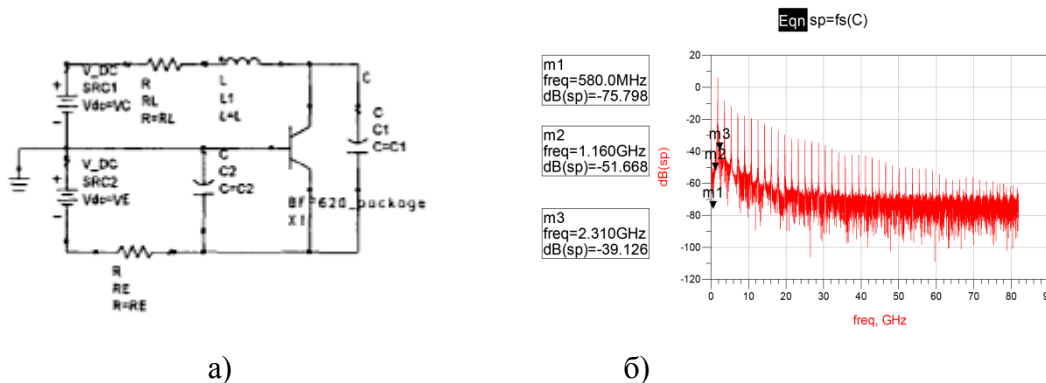 V_DC
SRC1
Vdc=VC
R
RL
R=RL
L
L1
L=L
C
C
C1
C=C1
V_DC
SRC2
Vdc=VE
C
C2
C=C2
X1
R
RE
R=RE
а)
Eqn sp=fs(C)
m1
freq=580.0MHz
dB(sp)=-75.798
m2
freq=1.160GHz
dB(sp)=-51.668
m3
freq=2.310GHz
dB(sp)=-39.126
dB(sp)
20
0
-20
-40
-60
-80
-100
-120
m3
m2
m1
0 10 20 30 40 50 60 70 80
freq, GHz
б)